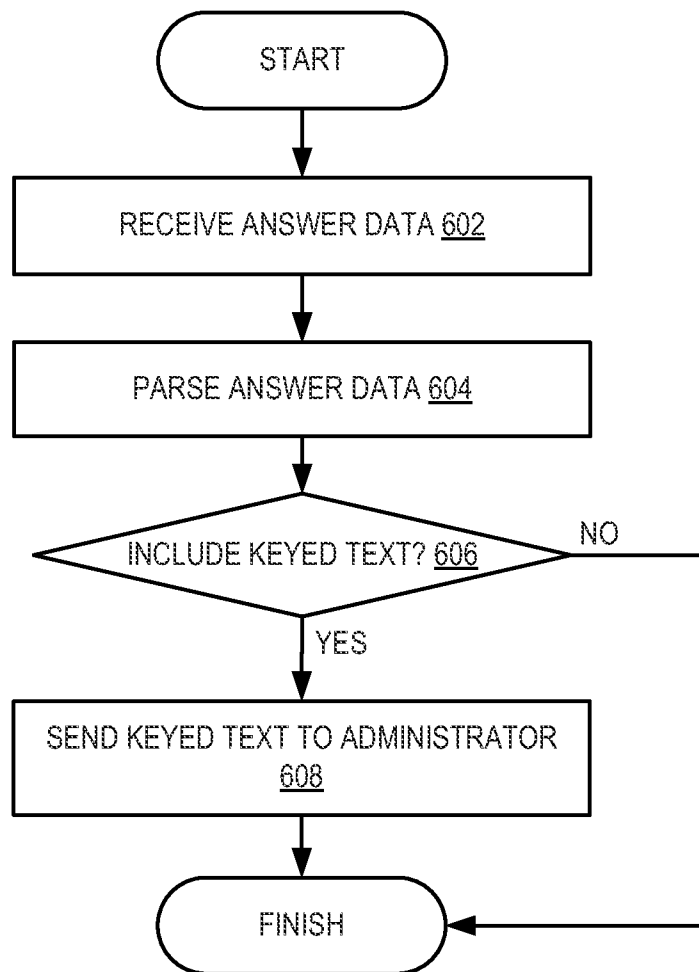 START
RECEIVE ANSWER DATA 602
PARSE ANSWER DATA 604
INCLUDE KEYED TEXT? 606
NO
YES
SEND KEYED TEXT TO ADMINISTRATOR
608
FINISH